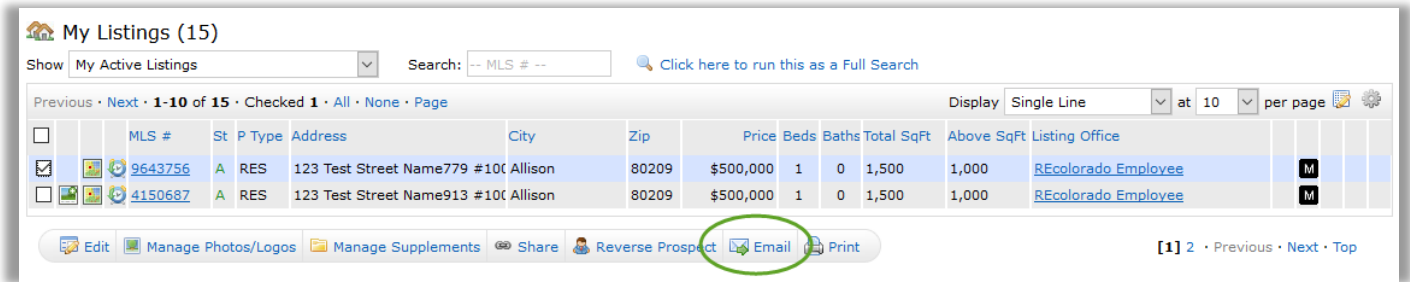 My Listings (15)
Show My Active Listings Search: -- MLS # -- Click here to run this as a Full Search
Previous · Next · 1-10 of 15 · Checked 1 · All · None · Page Display Single Line at 10 per page
MLS # St P Type Address City Zip Price Beds Baths Total SqFt Above SqFt Listing Office
9643756 A RES 123 Test Street Name779 #100 Allison 80209 $500,000 1 0 1,500 1,000 REcolorado Employee M
4150687 A RES 123 Test Street Name913 #100 Allison 80209 $500,000 1 0 1,500 1,000 REcolorado Employee M
Edit Manage Photos/Logos Manage Supplements Share Reverse Prospect Email Print [1] 2 · Previous · Next · Top